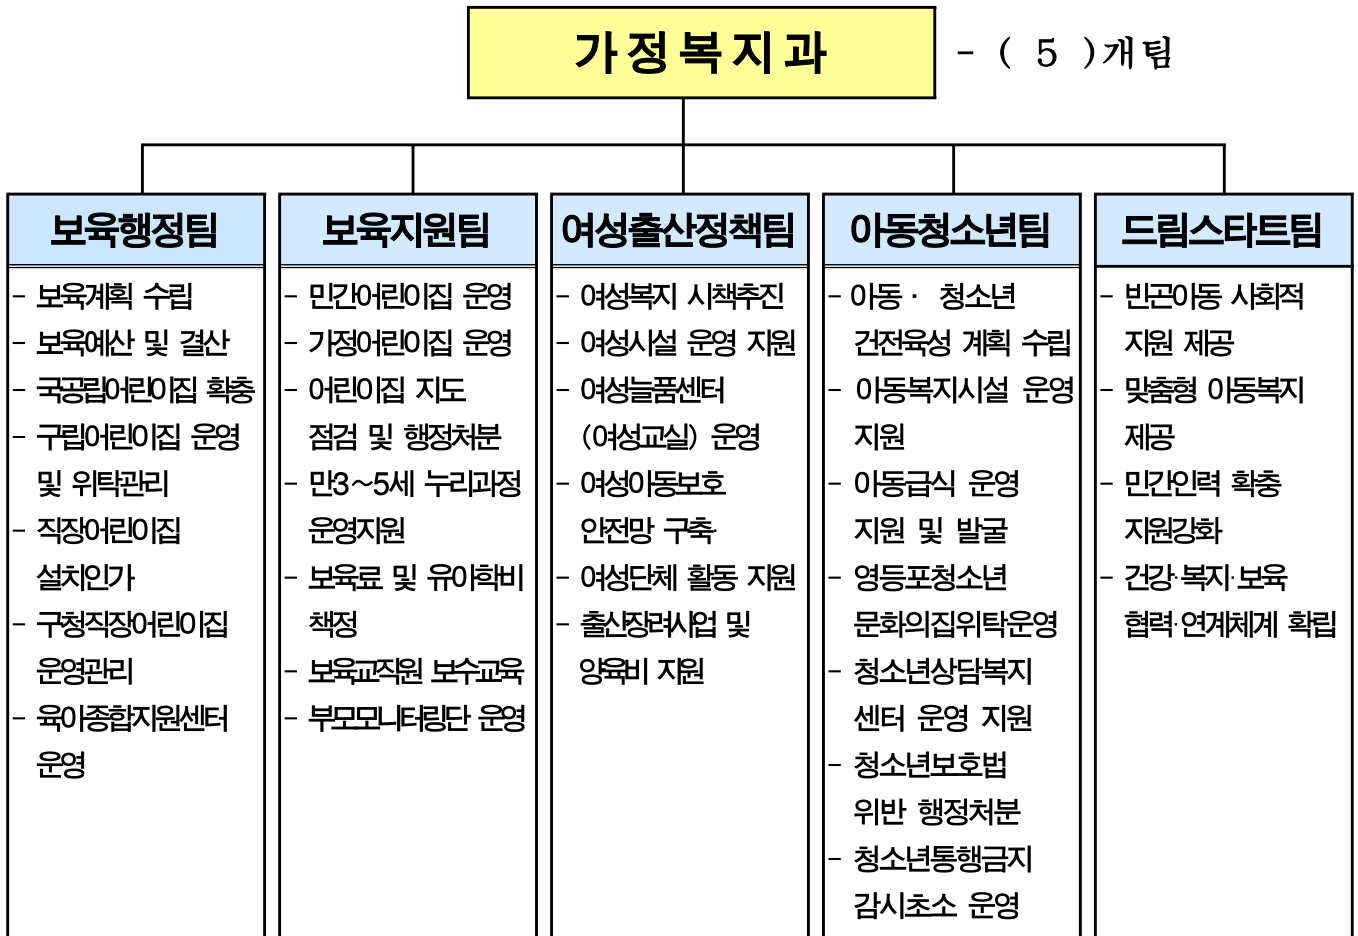 가정복지과
- ( 5 )개팀
보육행정팀
- 보육계획 수립
- 보육예산 및 결산
- 국공립어린이집 확충
- 구립어린이집 운영
및 위탁관리
- 직장어린이집
설치인가
- 구청직장어린이집
운영관리
- 육아종합지원센터
운영
보육지원팀
- 민간어린이집 운영
- 가정어린이집 운영
- 어린이집 지도
점검 및 행정처분
- 만3~5세 누리과정
운영지원
- 보육료 및 유아학비
책정
- 보육교직원 보수교육
- 부모모니터링단 운영
여성출산정책팀
- 여성복지 시책추진
- 여성시설 운영 지원
- 여성늘품센터
(여성교실) 운영
- 여성아동보호
안전망 구축
- 여성단체 활동 지원
- 출산장려사업 및
양육비 지원
아동청소년팀
- 아동· 청소년
건전육성 계획 수립
- 아동복지시설 운영
지원
- 아동급식 운영
지원 및 발굴
- 영등포청소년
문화의집위탁운영
- 청소년상담복지
센터 운영 지원
- 청소년보호법
위반 행정처분
- 청소년통행금지
감시초소 운영
드림스타트팀
- 빈곤아동 사회적
지원 제공
- 맞춤형 아동복지
제공
- 민간인력 확충
지원강화
- 건강·복지·보육
협력·연계체계 확립